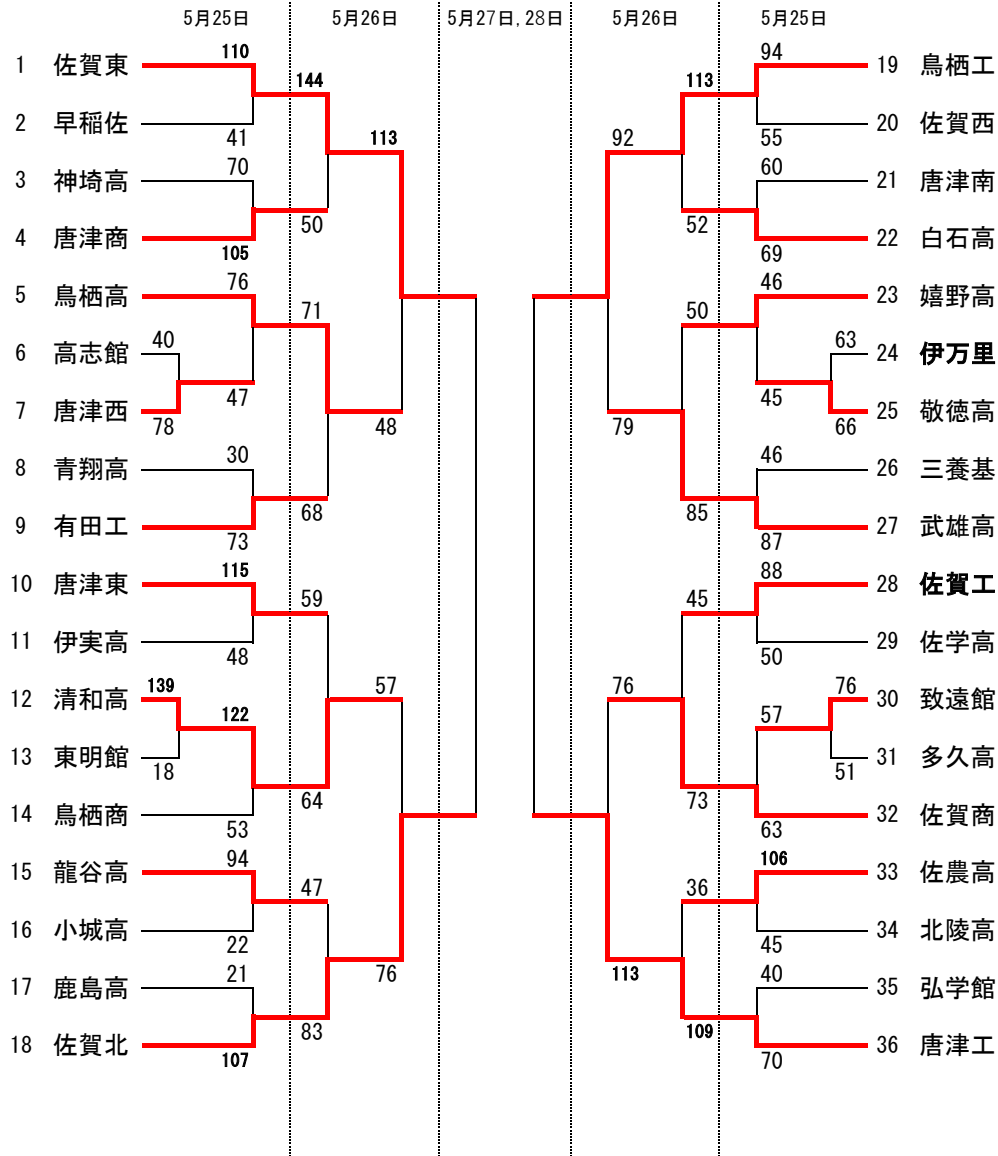 5月25日 5月26日 5月27日,28日 5月26日 5月25日
110 94
1 佐賀東 19 鳥栖工
144 113
2 早稲佐 20 佐賀西
41 113 92 55
70 60
3 神埼高 21 唐津南
50 52
4 唐津商 22 白石高
105 69
76 46
5 鳥栖高 23 嬉野高
71 50
40 63
6 高志館 24 伊万里
47 45
7 唐津西 25 敬徳高
78 48 79 66
30 46
8 青翔高 26 三養基
68 85
9 有田工 27 武雄高
73 87
115 88
10 唐津東 28 佐賀工
59 45
11 伊実高 29 佐学高
48 50
139 57 76 76
12 清和高 30 致遠館
122 57
13 東明館 31 多久高
18 51
64 73
14 鳥栖商 32 佐賀商
53 63
94 106
15 龍谷高 33 佐農高
47 36
16 小城高 34 北陵高
22 45
21 76 113 40
17 鹿島高 35 弘学館
83 109
18 佐賀北 36 唐津工
107 70